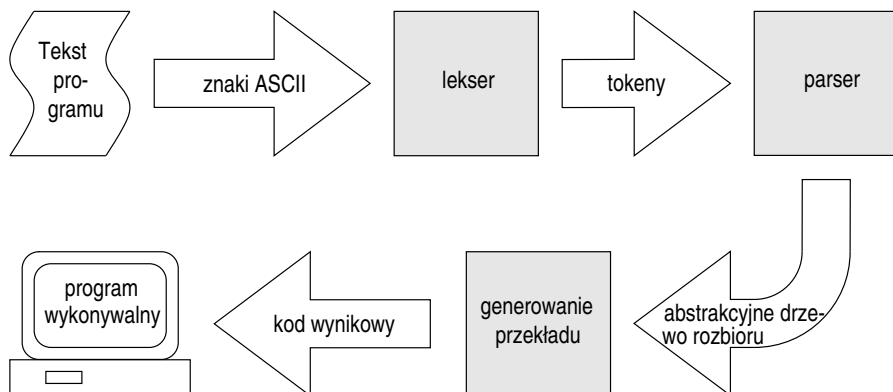 Tekst
pro-
gramu
znaki ASCII
lekser
tokeny
parser
abstrakcyjne drze-
wo rozbioru
generowanie
przekładu
kod wynikowy
program
wykonywalny